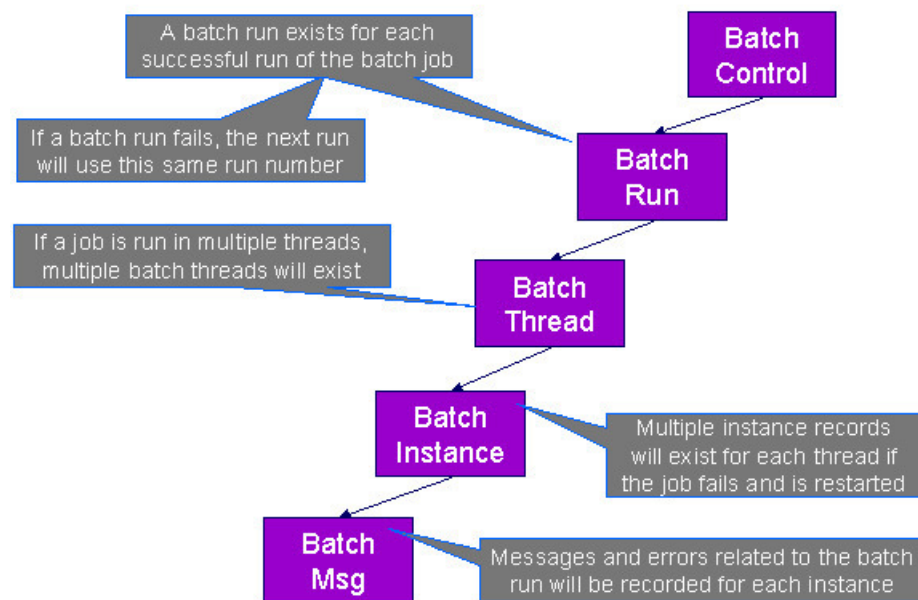 A batch run exists for each
successful run of the batch job
Batch
Control
If a batch run fails, the next run
will use this same run number
Batch
Run
If a job is run in multiple threads,
multiple batch threads will exist
Batch
Thread
Batch
Instance
Multiple instance records
will exist for each thread if
the job fails and is restarted
Batch
Msg
Messages and errors related to the batch
run will be recorded for each instance